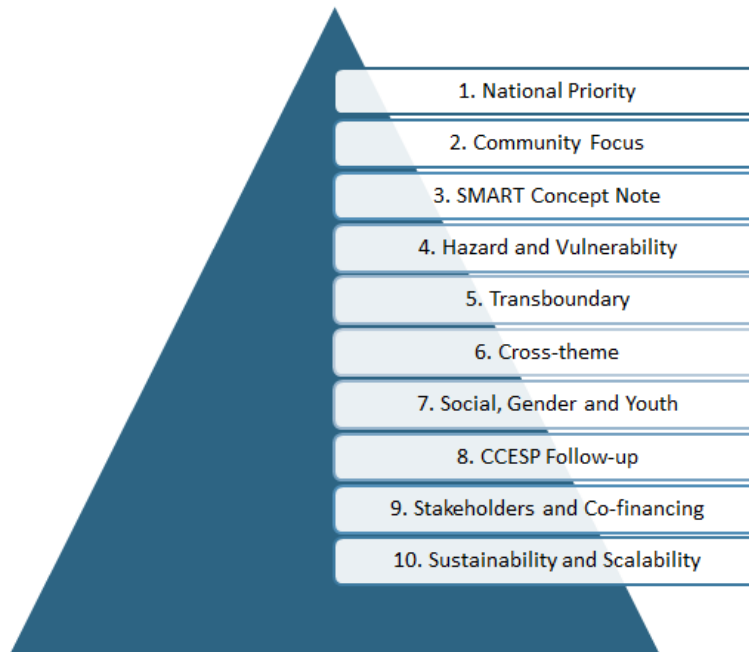 1. National Priority
2. Community Focus
3. SMART Concept Note
4. Hazard and Vulnerability
5. Transboundary
6. Cross-theme
7. Social, Gender and Youth
8. CCESP Follow-up
9. Stakeholders and Co-financing
10. Sustainability and Scalability